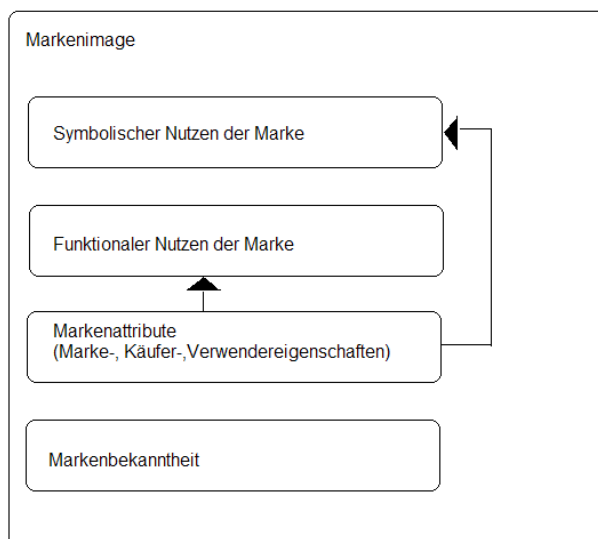 Markenimage
Symbolischer Nutzen der Marke
Funktionaler Nutzen der Marke
Markenattribute
(Marke-, Käufer-,Verwendereigenschaften)
Markenbekanntheit